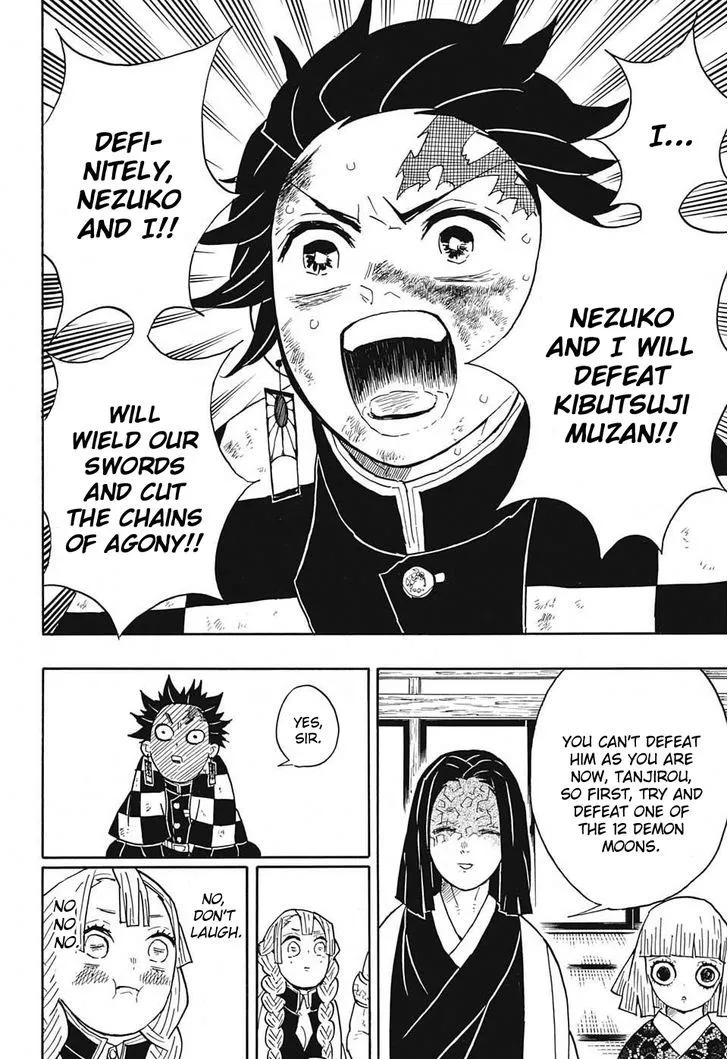 I...
NEZUKO
AND I WILL
DEFEAT
KIBUTSUJI
MUZAN!!
DEFI-
NITELY,
NEZUKO
AND I!!
WILL
WIELD OUR
SWORDS
AND CUT
THE CHAINS
OF AGONY!!
YOU CAN'T DEFEAT
HIM AS YOU ARE
NOW, TANJIROU,
SO FIRST, TRY AND
DEFEAT ONE OF
THE 12 DEMON
MOONS.
YES,
SIR.
NO,
DON'T
LAUGH.
NO,
NO,
NO.